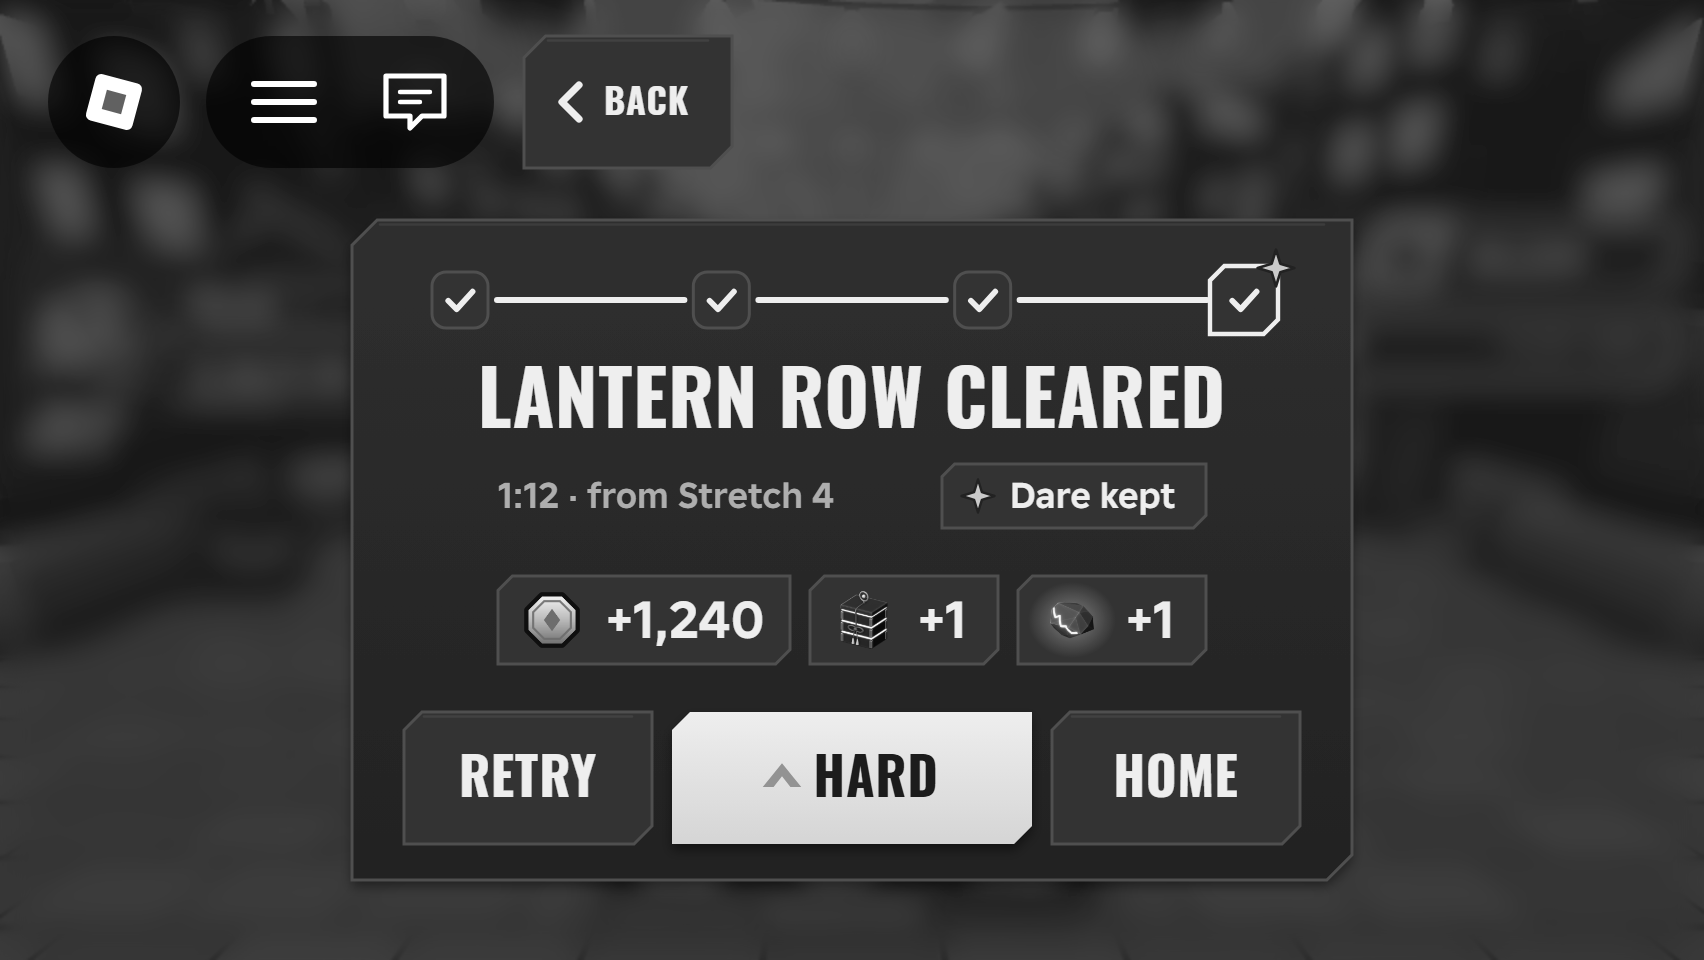 BACK
LANTERN ROW CLEARED
1:12 · from Stretch 4
Dare kept
+1,240
+1
+1
RETRY
HARD
HOME